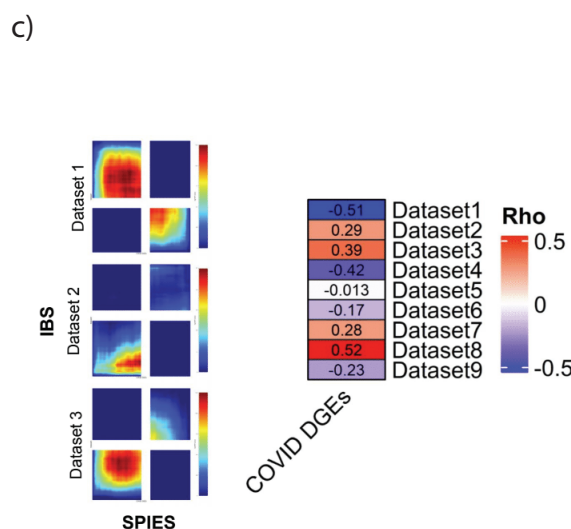 c)
Dataset 1
Dataset 2
Dataset 3
IBS
SPIES
-0.51 Dataset1
0.29 Dataset2
0.39 Dataset3
-0.42 Dataset4
-0.013 Dataset5
-0.17 Dataset6
0.28 Dataset7
0.52 Dataset8
-0.23 Dataset9
COVID DGEs
Rho
0.5
0
-0.5